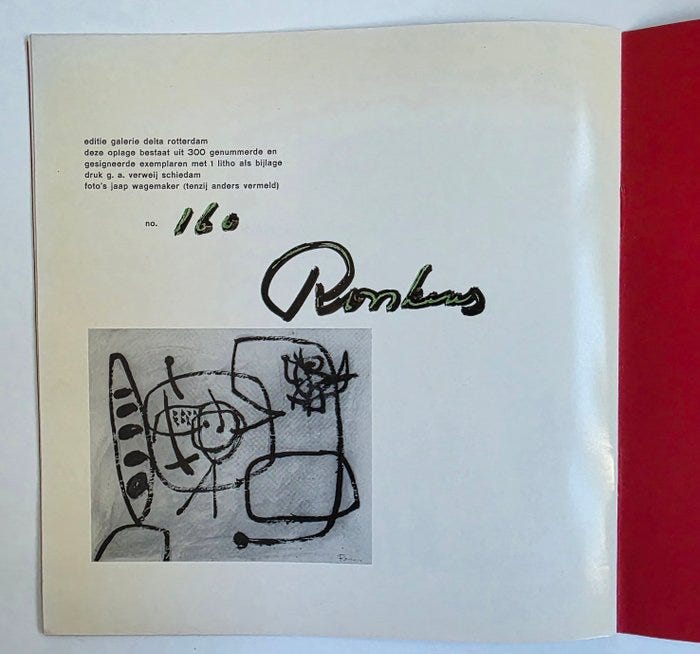 editie galerie delta rotterdam
deze oplage bestaat uit 300 genummerde en
gesigneerde exemplaren met 1 litho als bijlage
druk g. a. verweij schiedam
foto's jaap wagemaker (tenzij anders vermeld)
no. 160